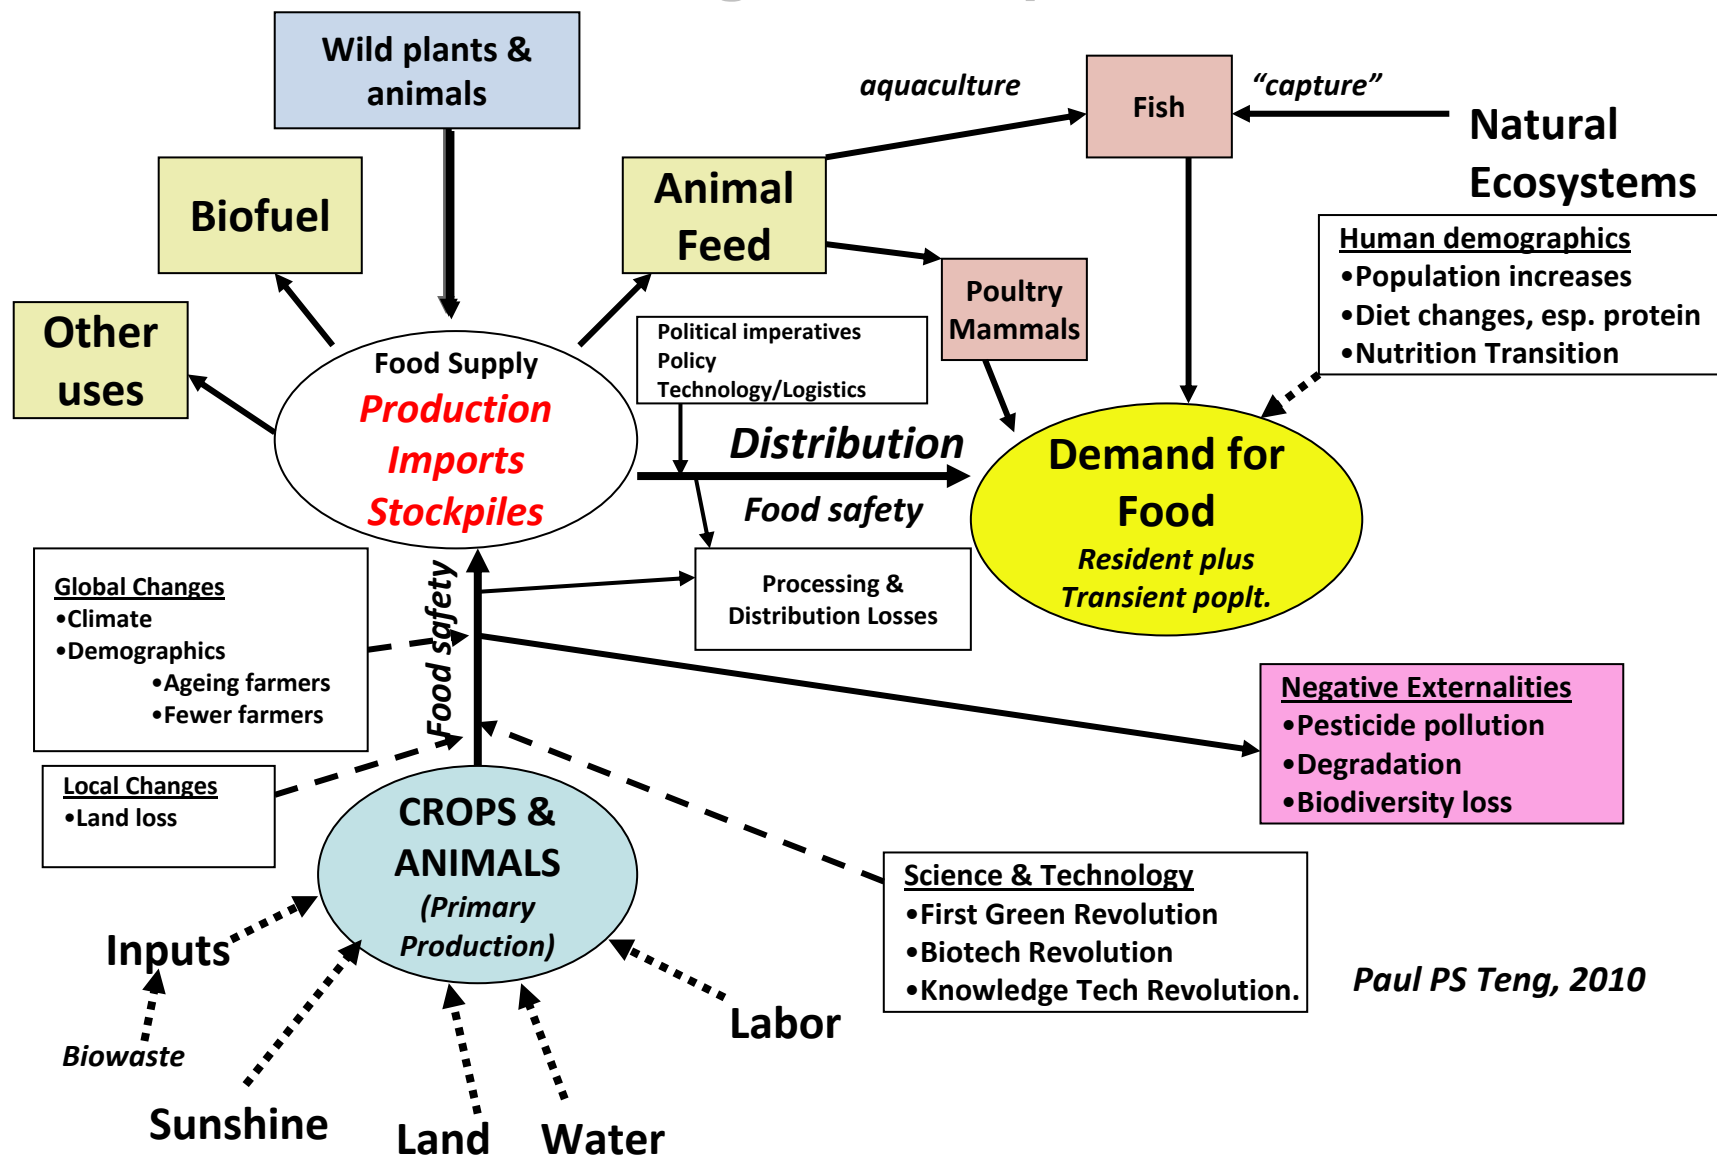 Wild plants &
animals
aquaculture
Fish
“capture”
Natural
Ecosystems
Biofuel
Animal
Feed
Human demographics
•Population increases
•Diet changes, esp. protein
•Nutrition Transition
Other
uses
Poultry
Mammals
Political imperatives
Policy
Technology/Logistics
Food Supply
Production
Imports
Stockpiles
Distribution
Food safety
Demand for
Food
Resident plus
Transient poplt.
Processing &
Distribution Losses
Global Changes
•Climate
•Demographics
•Ageing farmers
•Fewer farmers
Food safety
Negative Externalities
•Pesticide pollution
•Degradation
•Biodiversity loss
Local Changes
•Land loss
CROPS &
ANIMALS
(Primary
Production)
Science & Technology
•First Green Revolution
•Biotech Revolution
•Knowledge Tech Revolution.
Paul PS Teng, 2010
Inputs
Biowaste
Sunshine
Land
Water
Labor